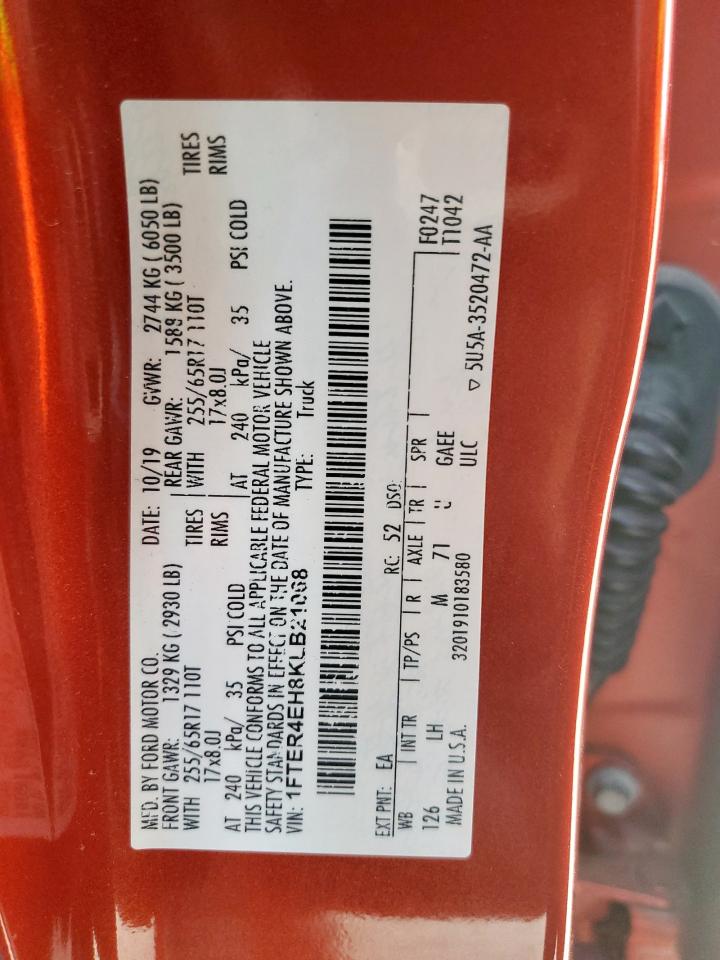 MFD. BY FORD MOTOR CO. DATE: 10/19 GVWR: 2744 KG ( 6050 LB)
FRONT GAWR: 1329 KG ( 2930 LB) REAR GAWR: 1589 KG ( 3500 LB)
WITH 255/65R17 110T TIRES WITH 255/65R17 110T TIRES
17x8.0J RIMS 17x8.0J RIMS
AT 240 kPa/ 35 PSI COLD AT 240 kPa/ 35 PSI COLD
THIS VEHICLE CONFORMS TO ALL APPLICABLE FEDERAL MOTOR VEHICLE
SAFETY STANDARDS IN EFFECT ON THE DATE OF MANUFACTURE SHOWN ABOVE.
VIN: 1FTER4EH8KLB21068 TYPE: Truck
EXT PNT: EA RC: 52 DSO:
WB INT TR TP/PS R AXLE TR SPR F0247
126 LH M 71 U GAEE T1042
MADE IN U.S.A. 3201910183580 ULC
▽ 5U5A-3520472-AA